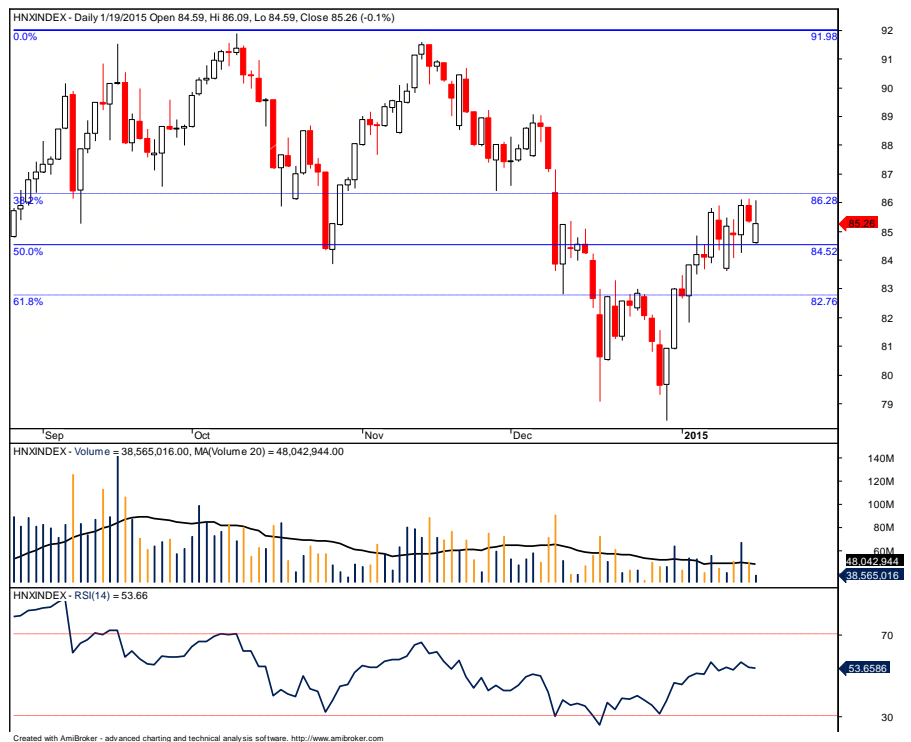 HNXINDEX - Daily 1/19/2015 Open 84.59, Hi 86.09, Lo 84.59, Close 85.26 (-0.1%)
0.0%
91.98
92
91
90
89
88
87
38.2%
86.28
86
85.26
85
50.0%
84.52
84
83
61.8%
82.76
82
81
80
79
Sep
Oct
Nov
Dec
2015
HNXINDEX - Volume = 38,565,016.00, MA(Volume 20) = 48,042,944.00
140M
120M
100M
80M
60M
48,042,944
38,565,016
HNXINDEX - RSI(14) = 53.66
70
53.6586
30
Created with AmiBroker - advanced charting and technical analysis software. http://www.amibroker.com